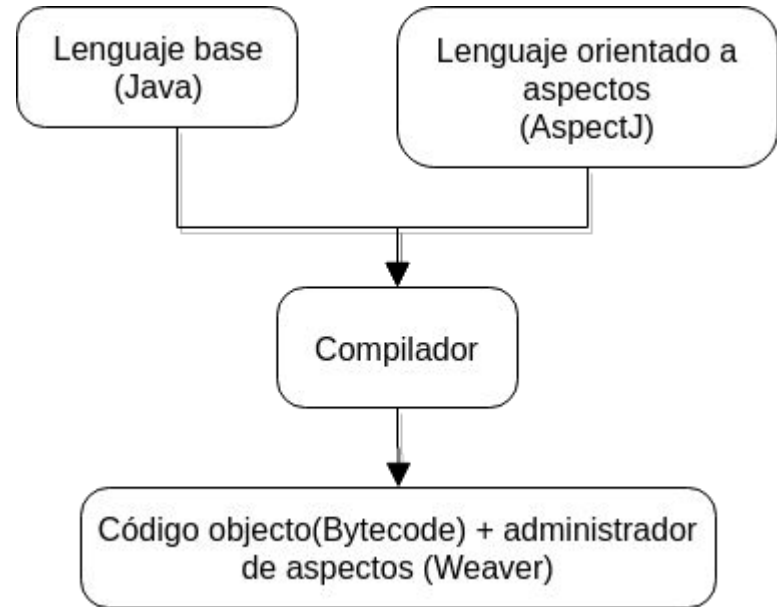 Lenguaje base
(Java)
Lenguaje orientado a
aspectos
(AspectJ)
Compilador
Código objecto(Bytecode) + administrador
de aspectos (Weaver)